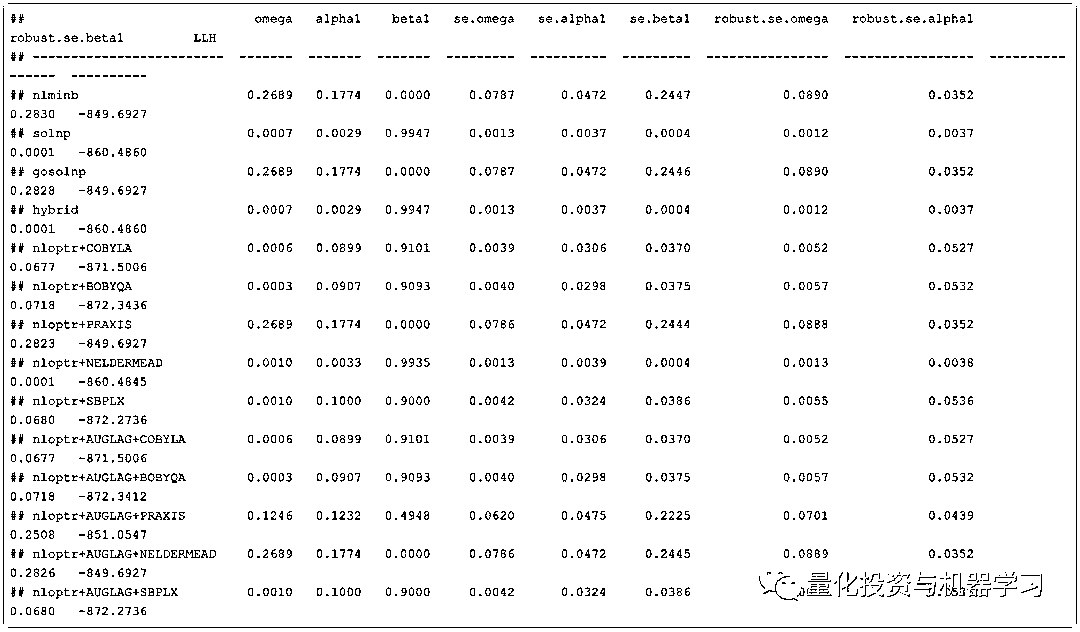 ## omega alpha1 beta1 se.omega se.alpha1 se.beta1 robust.se.omega robust.se.alpha1
robust.se.beta1 LLH
## ------------------------- ------- ------- ------- --------- ---------- --------- ---------------- ----------------- ----------
------ ----------
## nlminb 0.2689 0.1774 0.0000 0.0787 0.0472 0.2447 0.0890 0.0352
0.2830 -849.6927
## solnp 0.0007 0.0029 0.9947 0.0013 0.0037 0.0004 0.0012 0.0037
0.0001 -860.4860
## gosolnp 0.2689 0.1774 0.0000 0.0787 0.0472 0.2446 0.0890 0.0352
0.2828 -849.6927
## hybrid 0.0007 0.0029 0.9947 0.0013 0.0037 0.0004 0.0012 0.0037
0.0001 -860.4860
## nloptr+COBYLA 0.0006 0.0899 0.9101 0.0039 0.0306 0.0370 0.0052 0.0527
0.0677 -871.5006
## nloptr+BOBYQA 0.0003 0.0907 0.9093 0.0040 0.0298 0.0375 0.0057 0.0532
0.0718 -872.3436
## nloptr+PRAXIS 0.2689 0.1774 0.0000 0.0786 0.0472 0.2444 0.0888 0.0352
0.2823 -849.6927
## nloptr+NELDERMEAD 0.0010 0.0033 0.9935 0.0013 0.0039 0.0004 0.0013 0.0038
0.0001 -860.4845
## nloptr+SBPLX 0.0010 0.1000 0.9000 0.0042 0.0324 0.0386 0.0055 0.0536
0.0680 -872.2736
## nloptr+AUGLAG+COBYLA 0.0006 0.0899 0.9101 0.0039 0.0306 0.0370 0.0052 0.0527
0.0677 -871.5006
## nloptr+AUGLAG+BOBYQA 0.0003 0.0907 0.9093 0.0040 0.0298 0.0375 0.0057 0.0532
0.0718 -872.3412
## nloptr+AUGLAG+PRAXIS 0.1246 0.1232 0.4948 0.0620 0.0475 0.2225 0.0701 0.0439
0.2508 -851.0547
## nloptr+AUGLAG+NELDERMEAD 0.2689 0.1774 0.0000 0.0786 0.0472 0.2445 0.0889 0.0352
0.2826 -849.6927
## nloptr+AUGLAG+SBPLX 0.0010 0.1000 0.9000 0.0042 0.0324 0.0386
量化投资与机器学习
0.0680 -872.2736